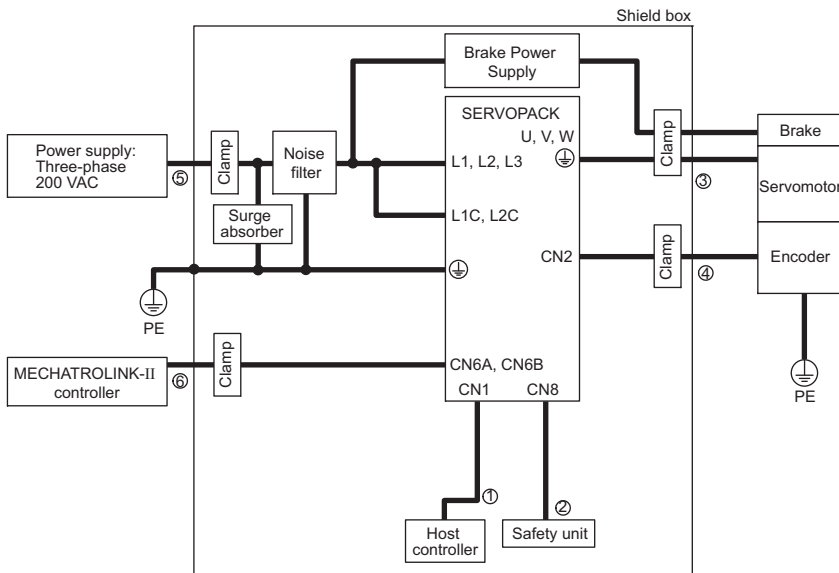 Shield box
Brake Power
Supply
SERVOPACK
U, V, W
Clamp
Brake
Power supply:
Three-phase
200 VAC
⑤
Clamp
Noise
filter
L1, L2, L3
③
Servomotor
Surge
absorber
L1C, L2C
CN2
Clamp
④
Encoder
PE
MECHATROLINK-II
controller
⑥
Clamp
CN6A, CN6B
CN1
CN8
PE
①
②
Host
controller
Safety unit